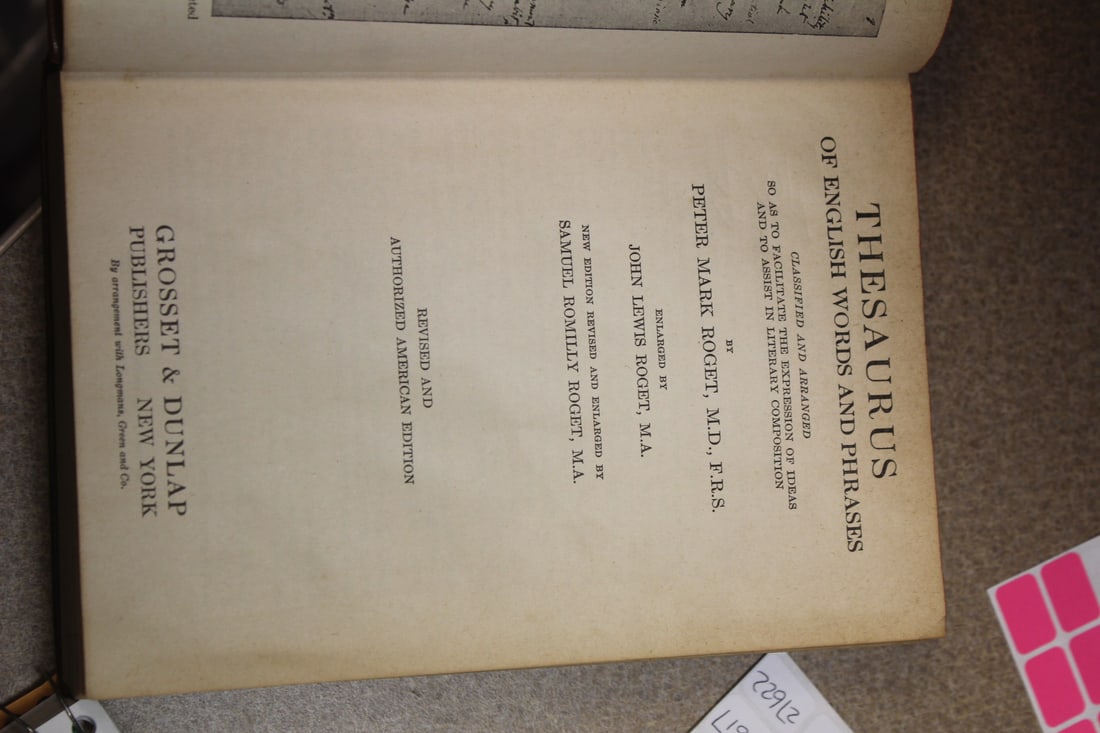 THESAURUS
OF ENGLISH WORDS AND PHRASES
CLASSIFIED AND ARRANGED
SO AS TO FACILITATE THE EXPRESSION OF IDEAS
AND TO ASSIST IN LITERARY COMPOSITION
BY
PETER MARK ROGET, M.D., F.R.S.
ENLARGED BY
JOHN LEWIS ROGET, M.A.
NEW EDITION REVISED AND ENLARGED BY
SAMUEL ROMILLY ROGET, M.A.
REVISED AND
AUTHORIZED AMERICAN EDITION
GROSSET & DUNLAP
PUBLISHERS NEW YORK
By arrangement with Longmans, Green and Co.
27622